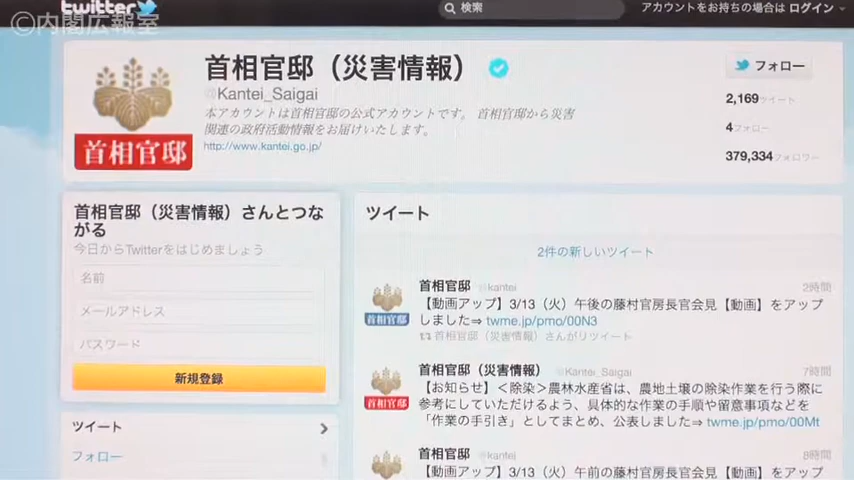 ©内閣広報室
twitter
検索
アカウントをお持ちの場合は ログイン
首相官邸（災害情報）
@Kantei_Saigai
本アカウントは首相官邸の公式アカウントです。 首相官邸から災害
関連の政府活動情報をお届けいたします。
http://www.kantei.go.jp/
首相官邸
フォロー
2,169ツイート
4フォロー
379,334フォロワー
首相官邸（災害情報）さんとつな
がる
今日からTwitterをはじめましょう
名前
メールアドレス
パスワード
新規登録
ツイート
フォロー
ツイート
2件の新しいツイート
首相官邸 @kantei
2時間
【動画アップ】3/13（火）午後の藤村官房長官会見【動画】をアップ
しました⇒ twme.jp/pmo/00N3
首相官邸（災害情報）さんがリツイート
首相官邸
首相官邸（災害情報） @Kantei_Saigai
7時間
【お知らせ】＜除染＞農林水産省は、農地土壌の除染作業を行う際に
参考にしていただけるよう、具体的な作業の手順や留意事項などを
「作業の手引き」としてまとめ、公表しました⇒ twme.jp/pmo/00Mt
首相官邸
首相官邸 @kantei
8時間
【動画アップ】3/13（火）午前の藤村官房長官会見【動画】をアップ